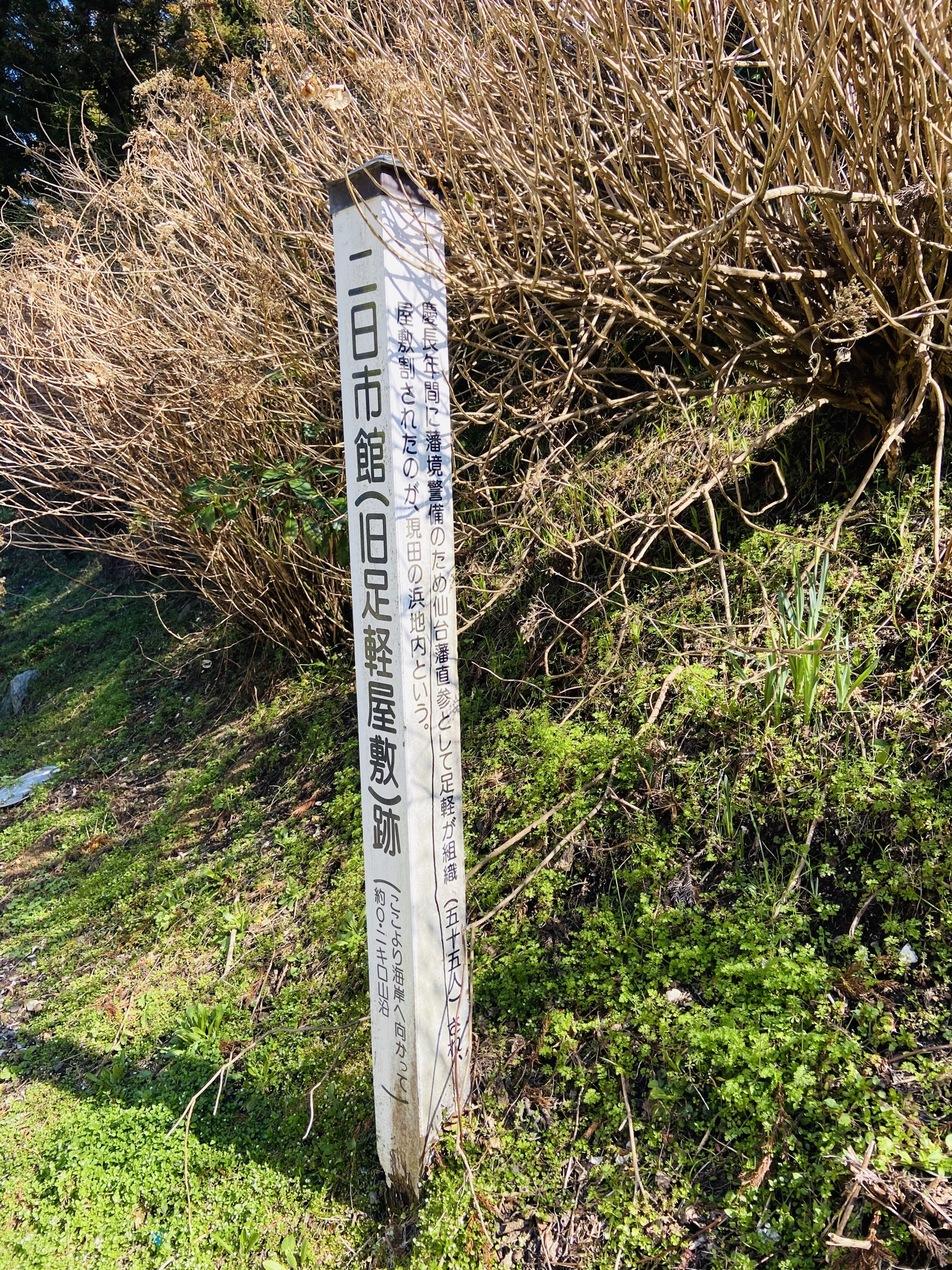 二日市館(旧足軽屋敷)跡
(ここより海岸へ向かって
約〇・二キロ山沿)
慶長年間に藩境警備のため仙台藩直参として足軽が組織、(五十五人)
屋敷割されたのが、現田の浜地内という。